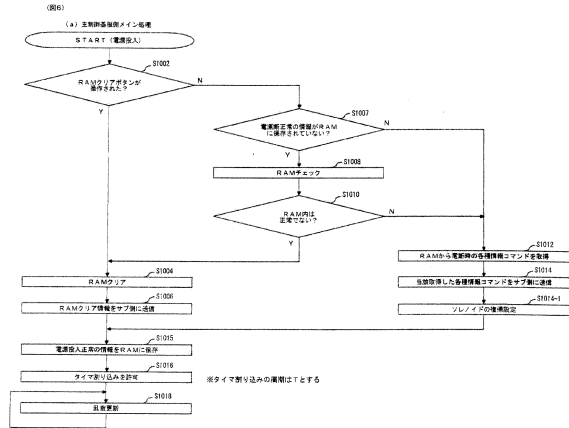 (図6)
(a) 主制御基板側メイン処理
START (電源投入)
S1002
RAMクリアボタンが
操作された?
N
Y
S1007
電源断正常の情報がRAM
に保存されていない?
N
Y
S1008
RAMチェック
S1010
RAM内は
正常でない?
N
Y
S1012
RAMから電断時の各種情報コマンドを取得
S1004
RAMクリア
S1014
当該取得した各種情報コマンドをサブ側に送信
S1006
RAMクリア情報をサブ側に送信
S1014-1
ソレノイドの復帰設定
S1015
電源投入正常の情報をRAMに保存
S1016
タイマ割り込みを許可
※タイマ割り込みの周期はTとする
S1018
乱数更新